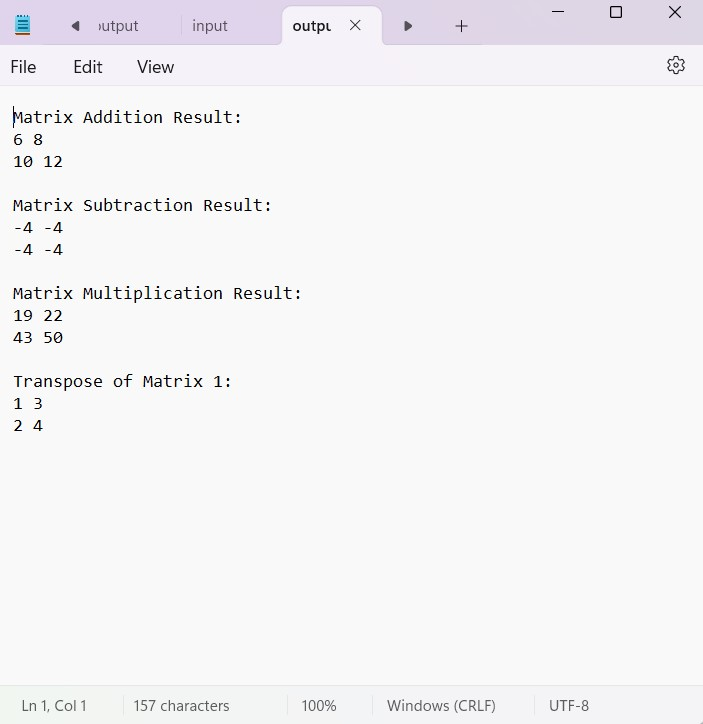 output
input
outpu
File Edit View
Matrix Addition Result:
6 8
10 12
Matrix Subtraction Result:
-4 -4
-4 -4
Matrix Multiplication Result:
19 22
43 50
Transpose of Matrix 1:
1 3
2 4
Ln 1, Col 1 157 characters 100% Windows (CRLF) UTF-8